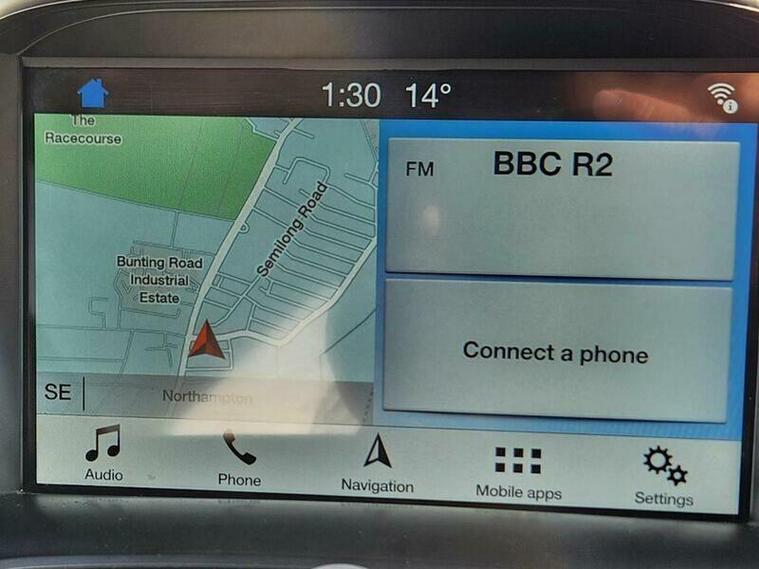 1:30 14°
The
Racecourse
Semilong Road
Bunting Road
Industrial
Estate
SE
Northampton
FM BBC R2
Connect a phone
Audio
Phone
Navigation
Mobile apps
Settings